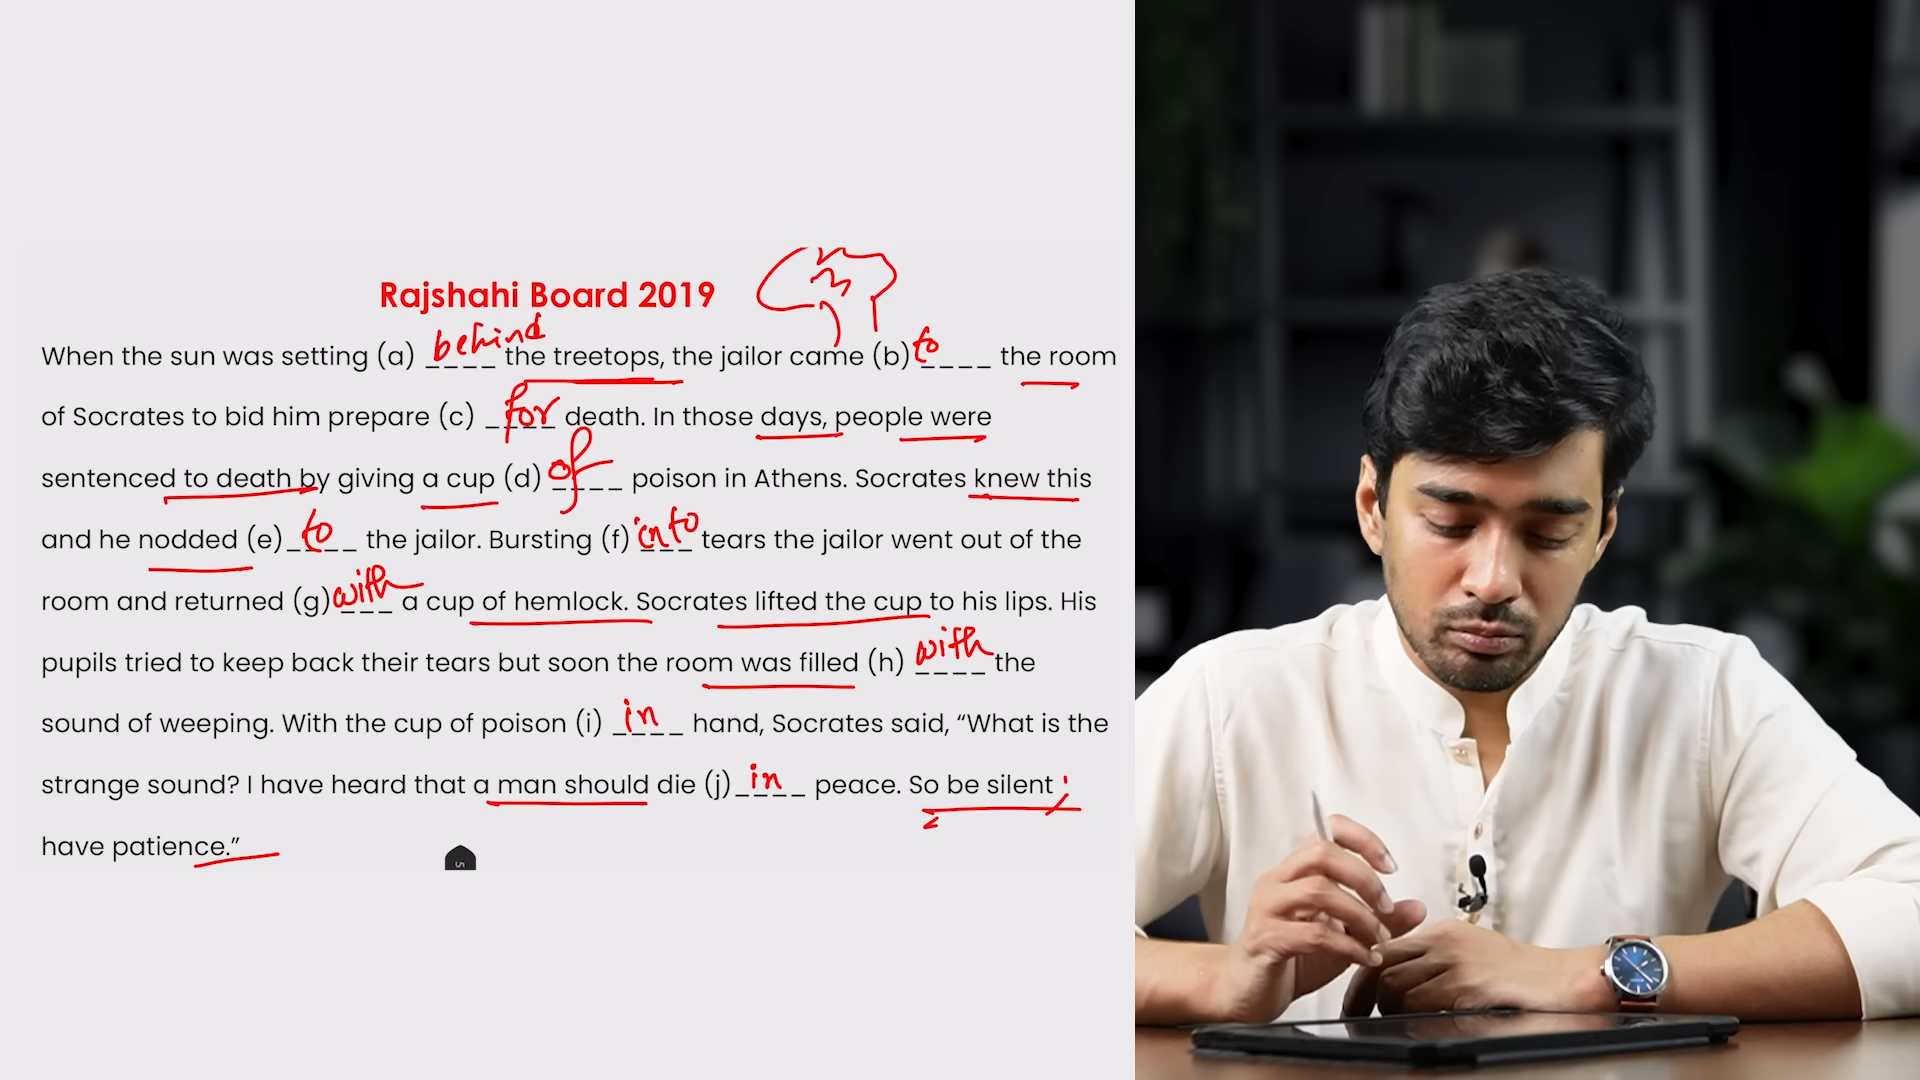 Rajshahi Board 2019
When the sun was setting (a) behind the treetops, the jailor came (b) to the room
of Socrates to bid him prepare (c) for death. In those days, people were
sentenced to death by giving a cup (d) of poison in Athens. Socrates knew this
and he nodded (e) to the jailor. Bursting (f) into tears the jailor went out of the
room and returned (g) with a cup of hemlock. Socrates lifted the cup to his lips. His
pupils tried to keep back their tears but soon the room was filled (h) with the
sound of weeping. With the cup of poison (i) in hand, Socrates said, “What is the
strange sound? I have heard that a man should die (j) in peace. So be silent ;
have patience.”
5